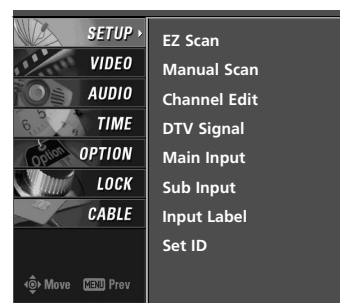 SETUP
VIDEO
AUDIO
TIME
OPTION
LOCK
CABLE
Move MENU Prev
EZ Scan
Manual Scan
Channel Edit
DTV Signal
Main Input
Sub Input
Input Label
Set ID